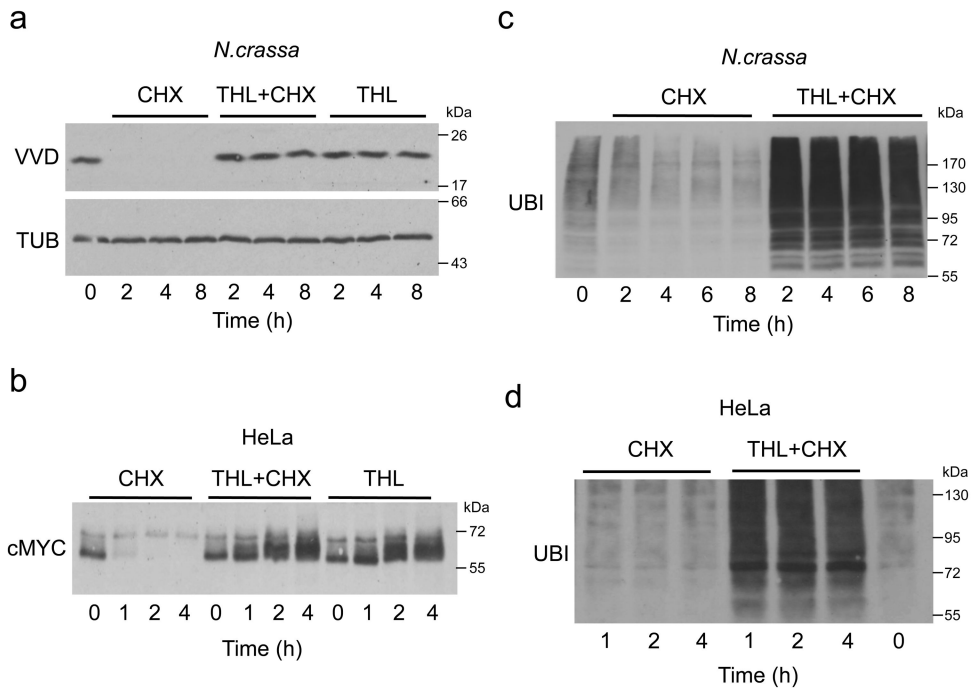 a
N.crassa
CHX THL+CHX THL
kDa
26
VVD
17
66
TUB
43
0 2 4 8 2 4 8 2 4 8
Time (h)
b
HeLa
CHX THL+CHX THL
kDa
72
cMYC
55
0 1 2 4 0 1 2 4 0 1 2 4
Time (h)
c
N.crassa
CHX THL+CHX
kDa
170
130
UBI
95
72
55
0 2 4 6 8 2 4 6 8
Time (h)
d
HeLa
CHX THL+CHX
kDa
130
95
UBI
72
55
1 2 4 1 2 4 0
Time (h)